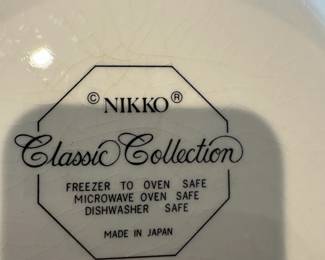 © NIKKO ®
Classic Collection
FREEZER TO OVEN SAFE
MICROWAVE OVEN SAFE
DISHWASHER SAFE
MADE IN JAPAN